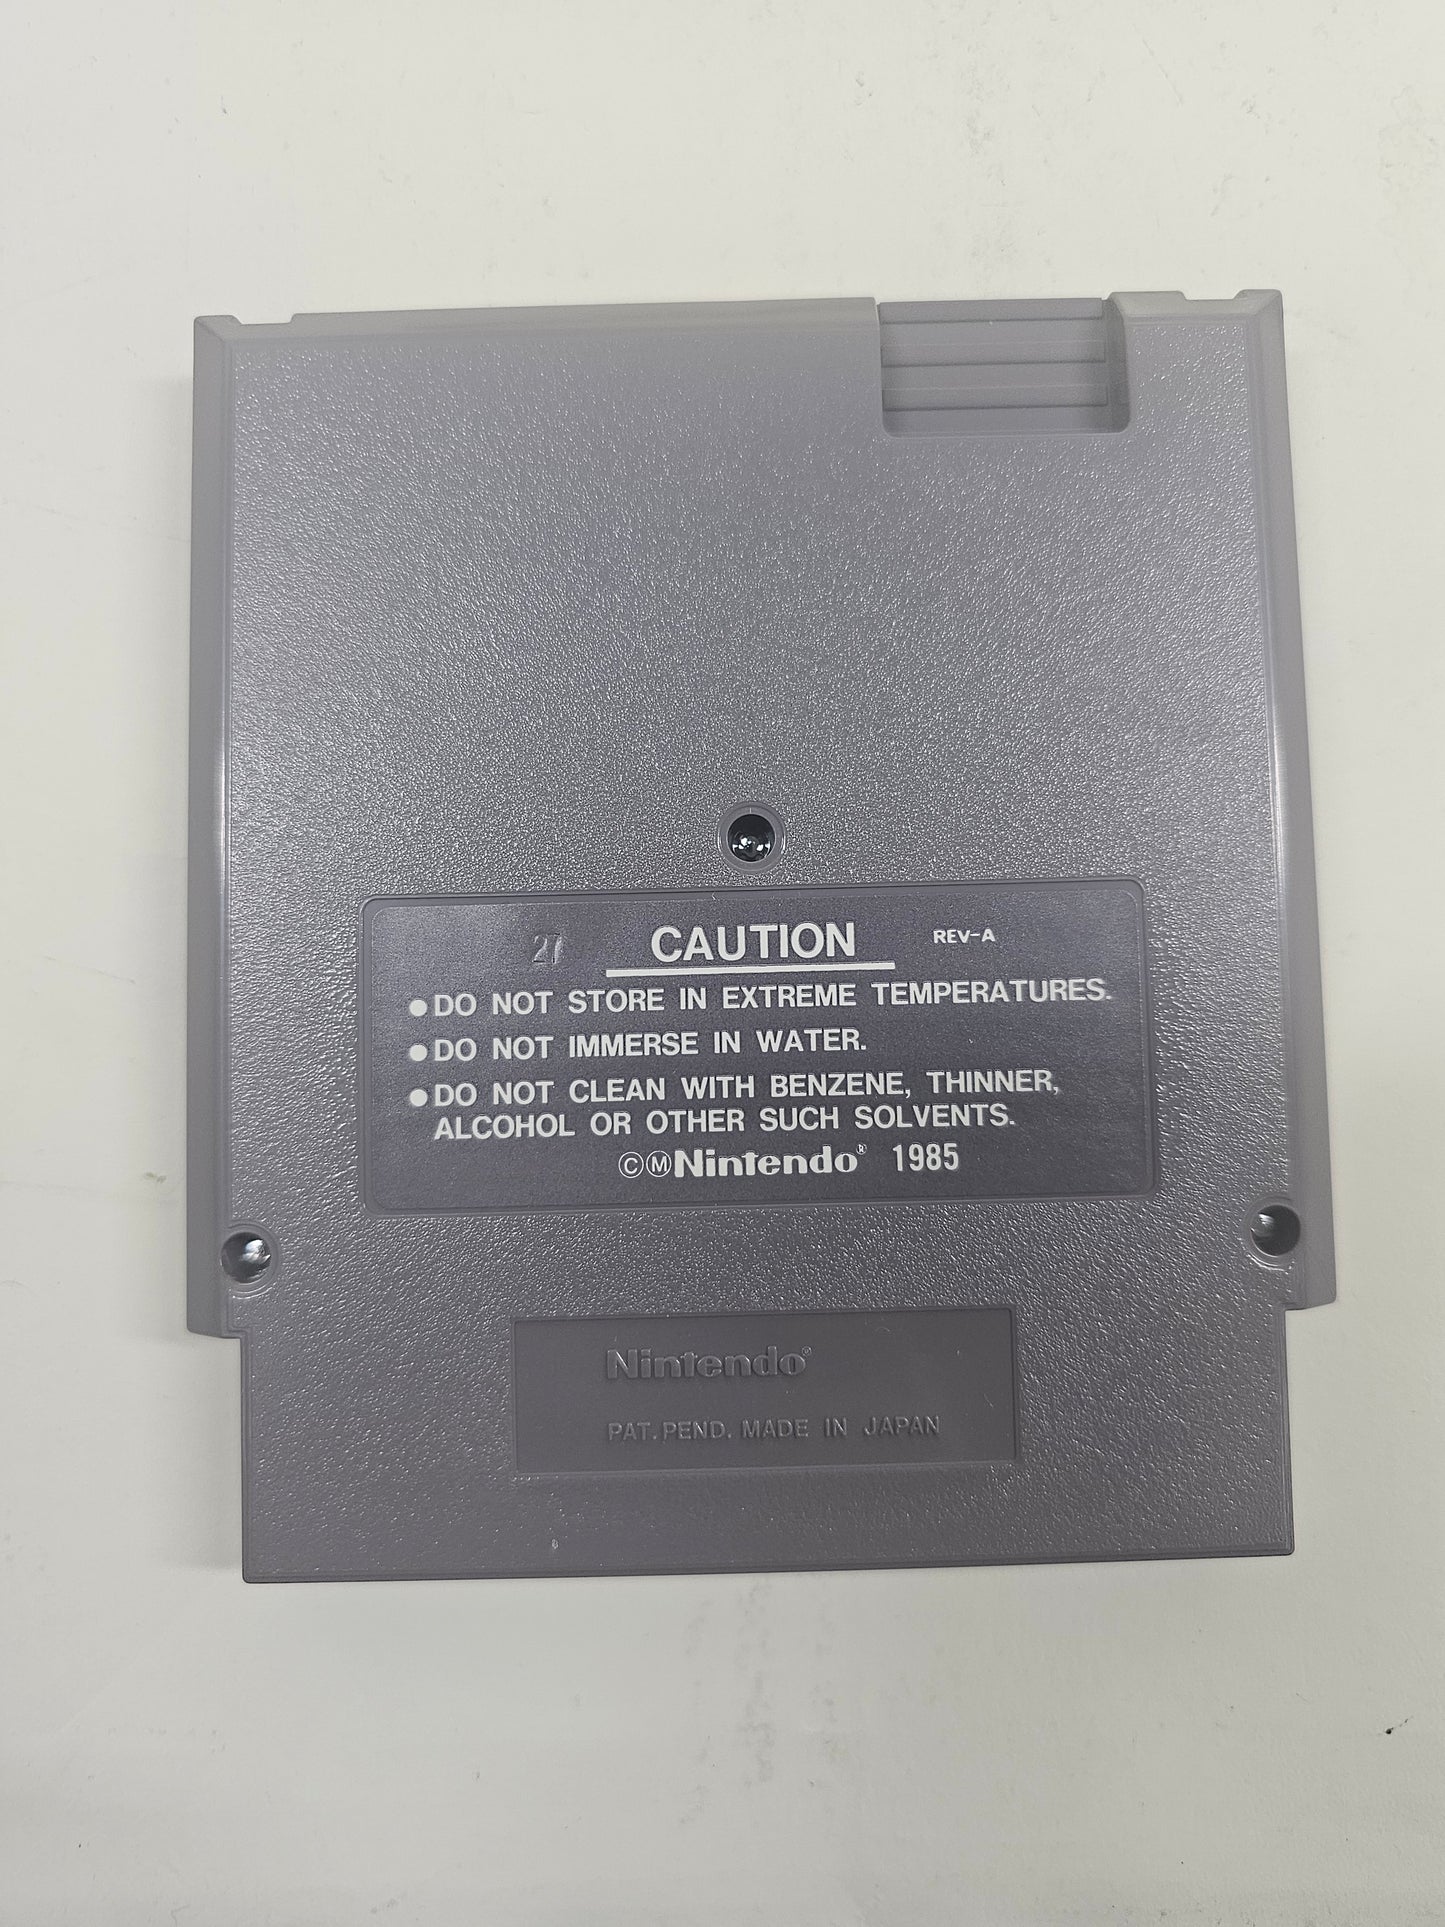 27 CAUTION REV-A
●DO NOT STORE IN EXTREME TEMPERATURES.
●DO NOT IMMERSE IN WATER.
●DO NOT CLEAN WITH BENZENE, THINNER,
ALCOHOL OR OTHER SUCH SOLVENTS.
ⒸⓂNintendo® 1985
Nintendo®
PAT. PEND. MADE IN JAPAN